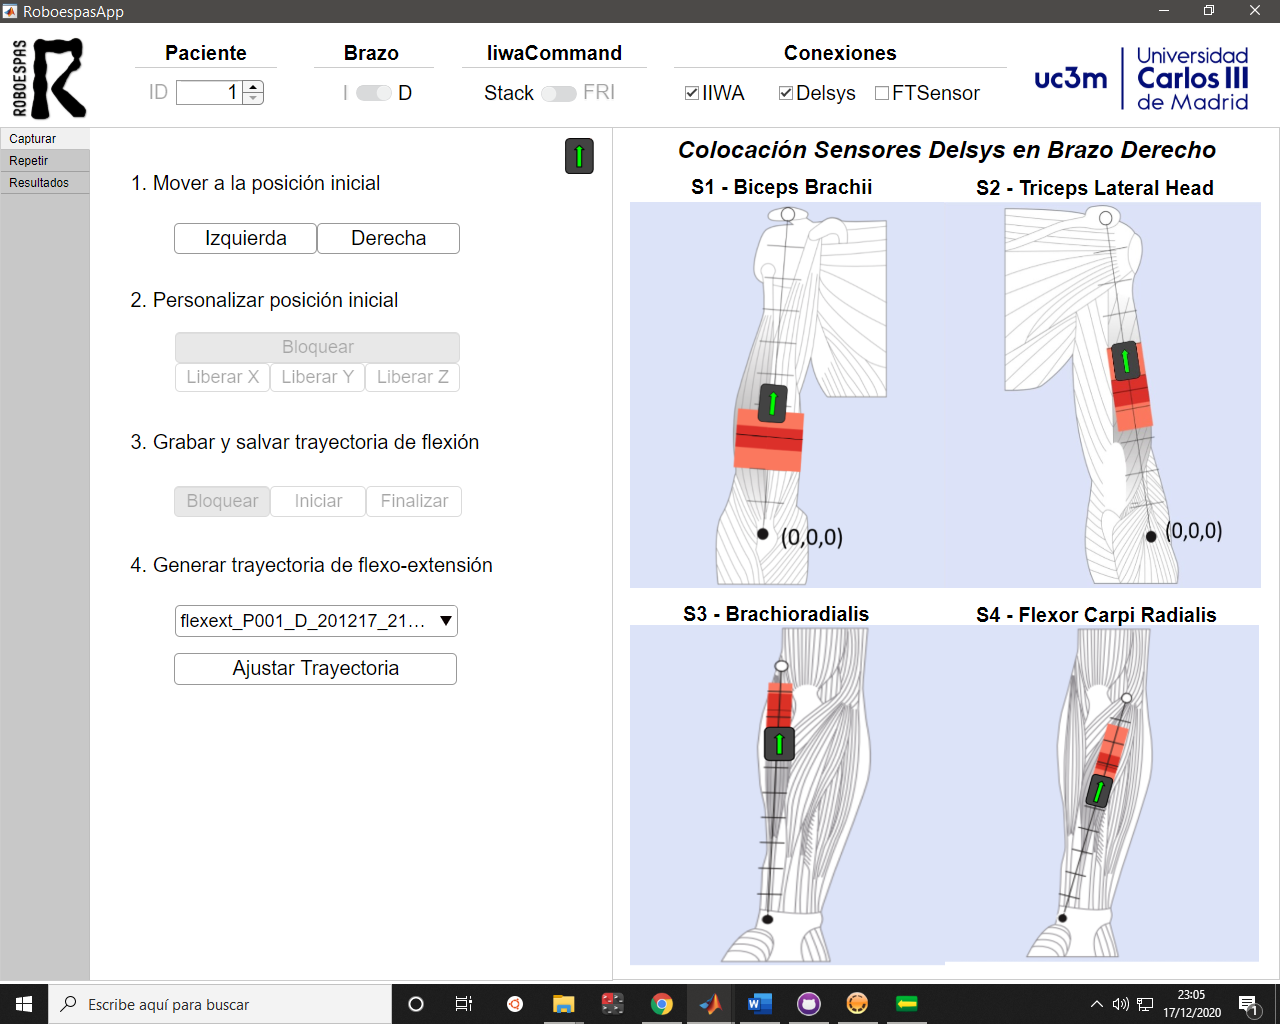 RoboespasApp
ROBOESPAS
Paciente
Brazo
IiwaCommand
Conexiones
ID 1
I D
Stack FRI
IIWA
Delsys
FTSensor
uc3m
Universidad
Carlos III
de Madrid
Capturar
Repetir
Resultados
1. Mover a la posición inicial
Izquierda
Derecha
2. Personalizar posición inicial
Bloquear
Liberar X
Liberar Y
Liberar Z
3. Grabar y salvar trayectoria de flexión
Bloquear
Iniciar
Finalizar
4. Generar trayectoria de flexo-extensión
flexext_P001_D_201217_21...
Ajustar Trayectoria
Colocación Sensores Delsys en Brazo Derecho
S1 - Biceps Brachii
S2 - Triceps Lateral Head
(0,0,0)
(0,0,0)
S3 - Brachioradialis
S4 - Flexor Carpi Radialis
Escribe aquí para buscar
23:05
17/12/2020
1